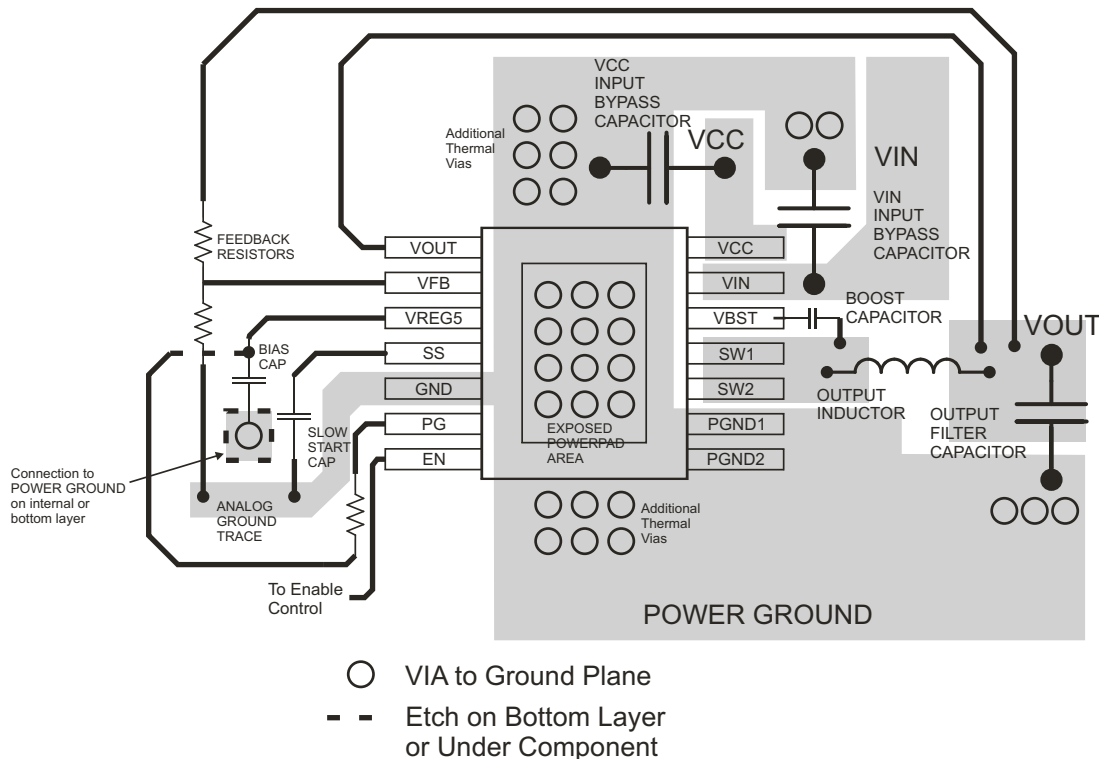 VCC
INPUT
BYPASS
CAPACITOR
Additional
Thermal
Vias
VCC
VIN
VIN
INPUT
BYPASS
CAPACITOR
FEEDBACK
RESISTORS
VOUT
VFB
VREG5
SS
GND
PG
EN
VCC
VIN
VBST
SW1
SW2
PGND1
PGND2
BOOST
CAPACITOR
VOUT
BIAS
CAP
SLOW
START
CAP
EXPOSED
POWERPAD
AREA
OUTPUT
INDUCTOR
OUTPUT
FILTER
CAPACITOR
Connection to
POWER GROUND
on internal or
bottom layer
ANALOG
GROUND
TRACE
Additional
Thermal
Vias
To Enable
Control
POWER GROUND
VIA to Ground Plane
Etch on Bottom Layer
or Under Component